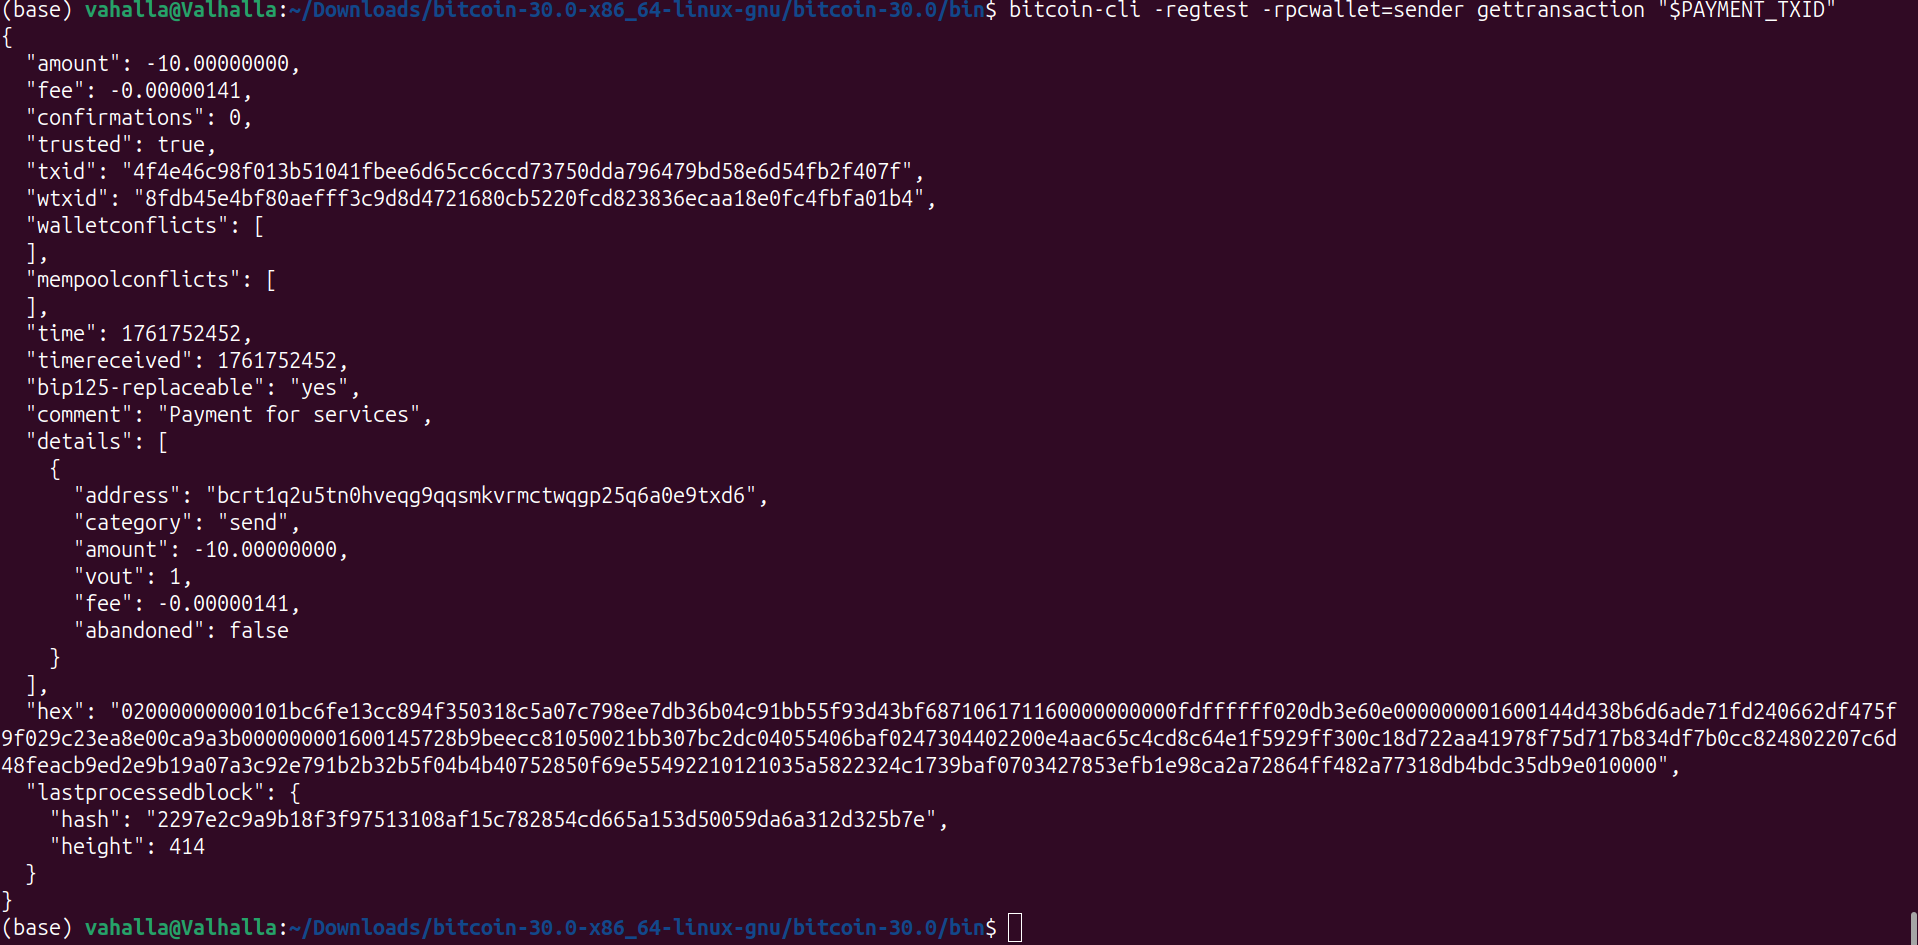 (base) vahalla@Valhalla:~/Downloads/bitcoin-30.0-x86_64-linux-gnu/bitcoin-30.0/bin$ bitcoin-cli -regtest -rpcwallet=sender gettransaction "$PAYMENT_TXID"
{
  "amount": -10.00000000,
  "fee": -0.00000141,
  "confirmations": 0,
  "trusted": true,
  "txid": "4f4e46c98f013b51041fbee6d65cc6ccd73750dda796479bd58e6d54fb2f407f",
  "wtxid": "8fdb45e4bf80aefff3c9d8d4721680cb5220fcd823836ecaa18e0fc4fbfa01b4",
  "walletconflicts": [
  ],
  "mempoolconflicts": [
  ],
  "time": 1761752452,
  "timereceived": 1761752452,
  "bip125-replaceable": "yes",
  "comment": "Payment for services",
  "details": [
    {
      "address": "bcrt1q2u5tn0hveqg9qqsmkvrmctwqgp25q6a0e9txd6",
      "category": "send",
      "amount": -10.00000000,
      "vout": 1,
      "fee": -0.00000141,
      "abandoned": false
    }
  ],
  "hex": "02000000000101bc6fe13cc894f350318c5a07c798ee7db36b04c91bb55f93d43bf687106171160000000000fdffffff020db3e60e000000001600144d438b6d6ade71fd240662df475f
9f029c23ea8e00ca9a3b000000001600145728b9beecc81050021bb307bc2dc04055406baf0247304402200e4aac65c4cd8c64e1f5929ff300c18d722aa41978f75d717b834df7b0cc824802207c6d
48feacb9ed2e9b19a07a3c92e791b2b32b5f04b4b40752850f69e55492210121035a5822324c1739baf0703427853efb1e98ca2a72864ff482a77318db4bdc35db9e010000",
  "lastprocessedblock": {
    "hash": "2297e2c9a9b18f3f97513108af15c782854cd665a153d50059da6a312d325b7e",
    "height": 414
  }
}
(base) vahalla@Valhalla:~/Downloads/bitcoin-30.0-x86_64-linux-gnu/bitcoin-30.0/bin$